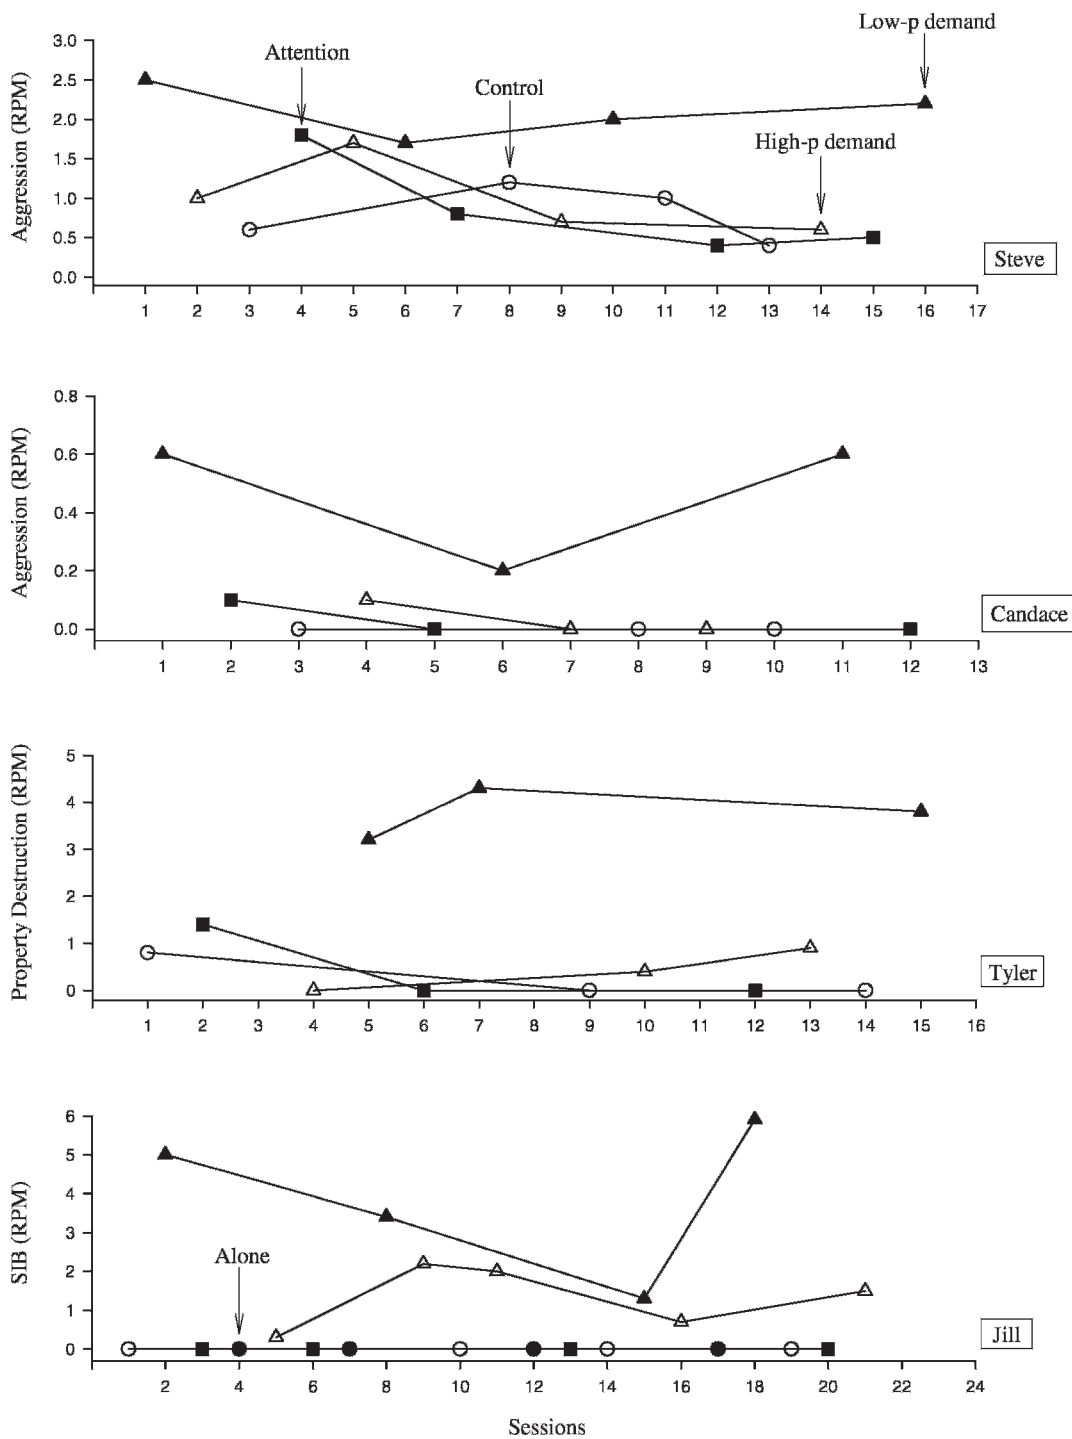 Low-p demand
Attention
Control
High-p demand
Aggression (RPM)
3.0
2.5
2.0
1.5
1.0
0.5
0.0
Steve
1 2 3 4 5 6 7 8 9 10 11 12 13 14 15 16 17
Aggression (RPM)
0.8
0.6
0.4
0.2
0.0
Candace
1 2 3 4 5 6 7 8 9 10 11 12 13
Property Destruction (RPM)
5
4
3
2
1
0
Tyler
1 2 3 4 5 6 7 8 9 10 11 12 13 14 15 16
SIB (RPM)
6
5
4
3
2
1
0
Alone
Jill
2 4 6 8 10 12 14 16 18 20 22 24
Sessions